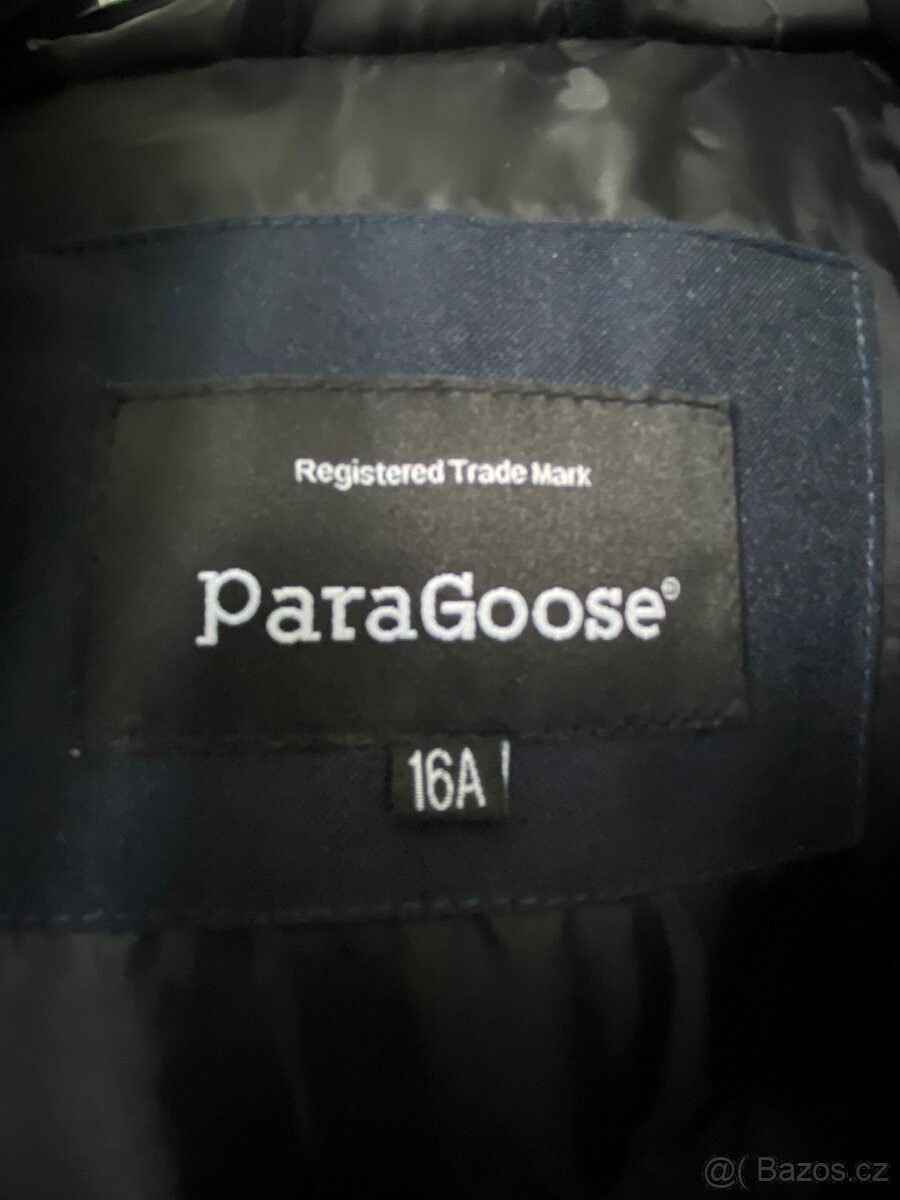 Registered Trade Mark
ParaGoose®
16A
@( Bazos.cz